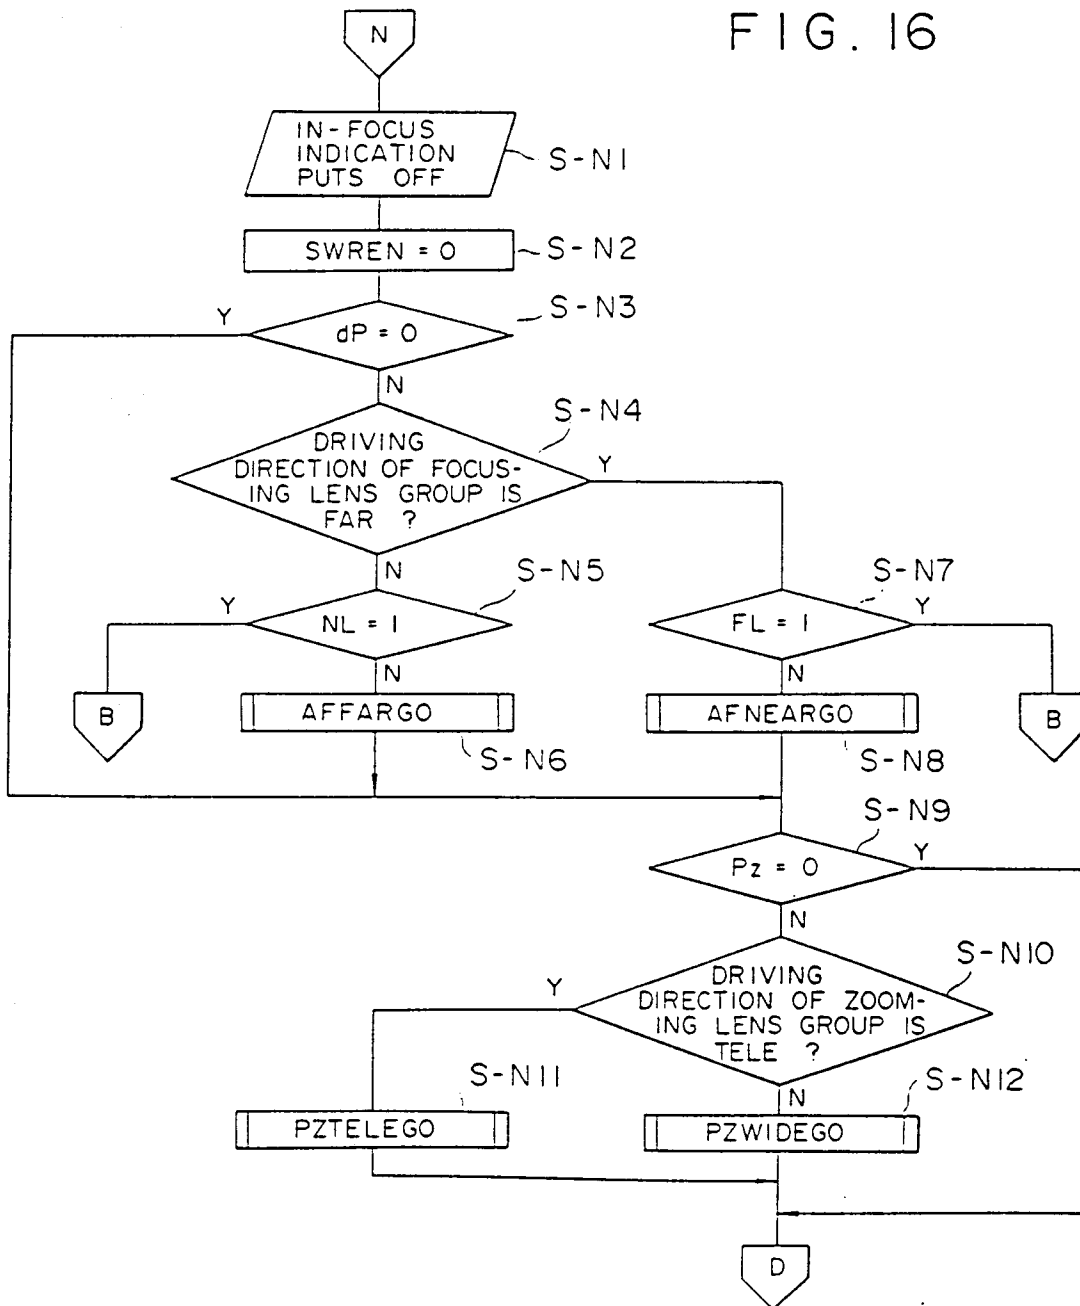 FIG. 16
N
IN-FOCUS
INDICATION
PUTS OFF
S-N1
SWREN = 0
S-N2
Y
dP = 0
S-N3
N
S-N4
DRIVING
DIRECTION OF FOCUS-
ING LENS GROUP IS
FAR ?
Y
N
S-N5
S-N7
Y
NL = 1
FL = 1
Y
N
N
B
AFFARGO
AFNEARGO
B
S-N6
S-N8
S-N9
Pz = 0
Y
N
S-N10
Y
DRIVING
DIRECTION OF ZOOM-
ING LENS GROUP IS
TELE ?
S-N11
N
S-N12
PZTELEGO
PZWIDEGO
D